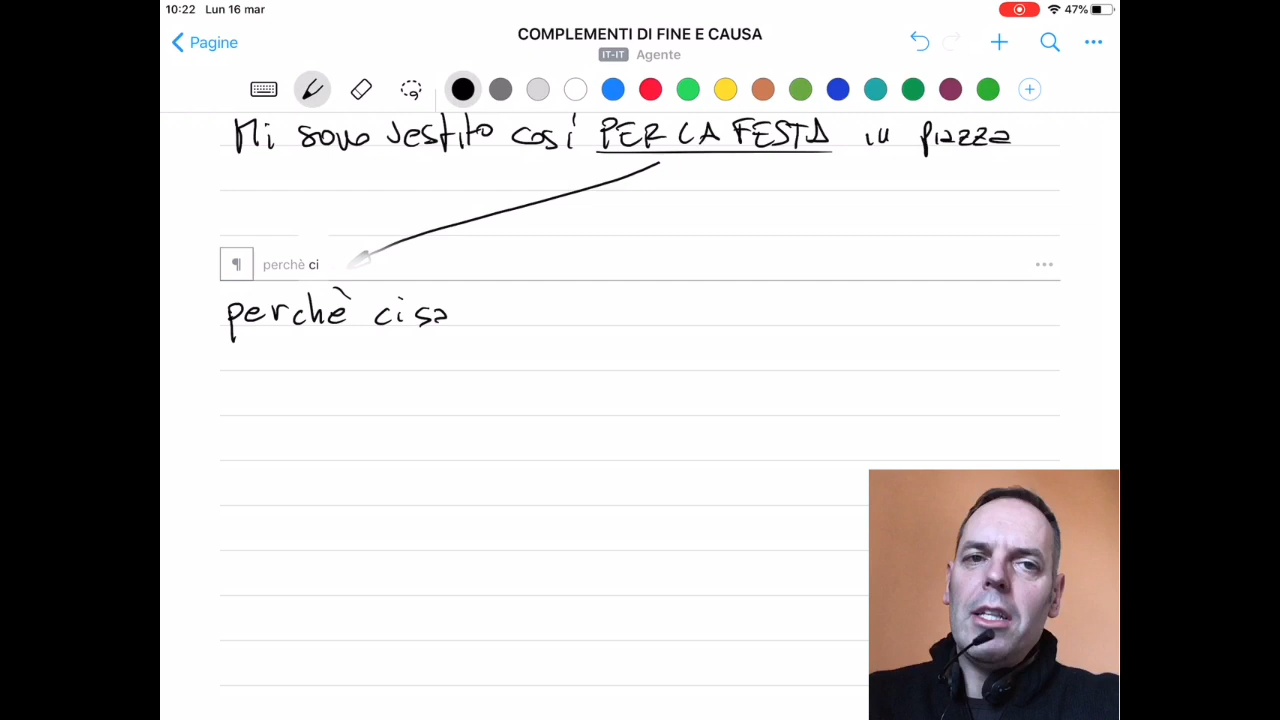 10:22 Lun 16 mar 47%
Pagine COMPLEMENTI DI FINE E CAUSA
IT-IT Agente
Mi sono vestito così PER LA FESTA in piazza
¶ perchè ci
perchè ci sa